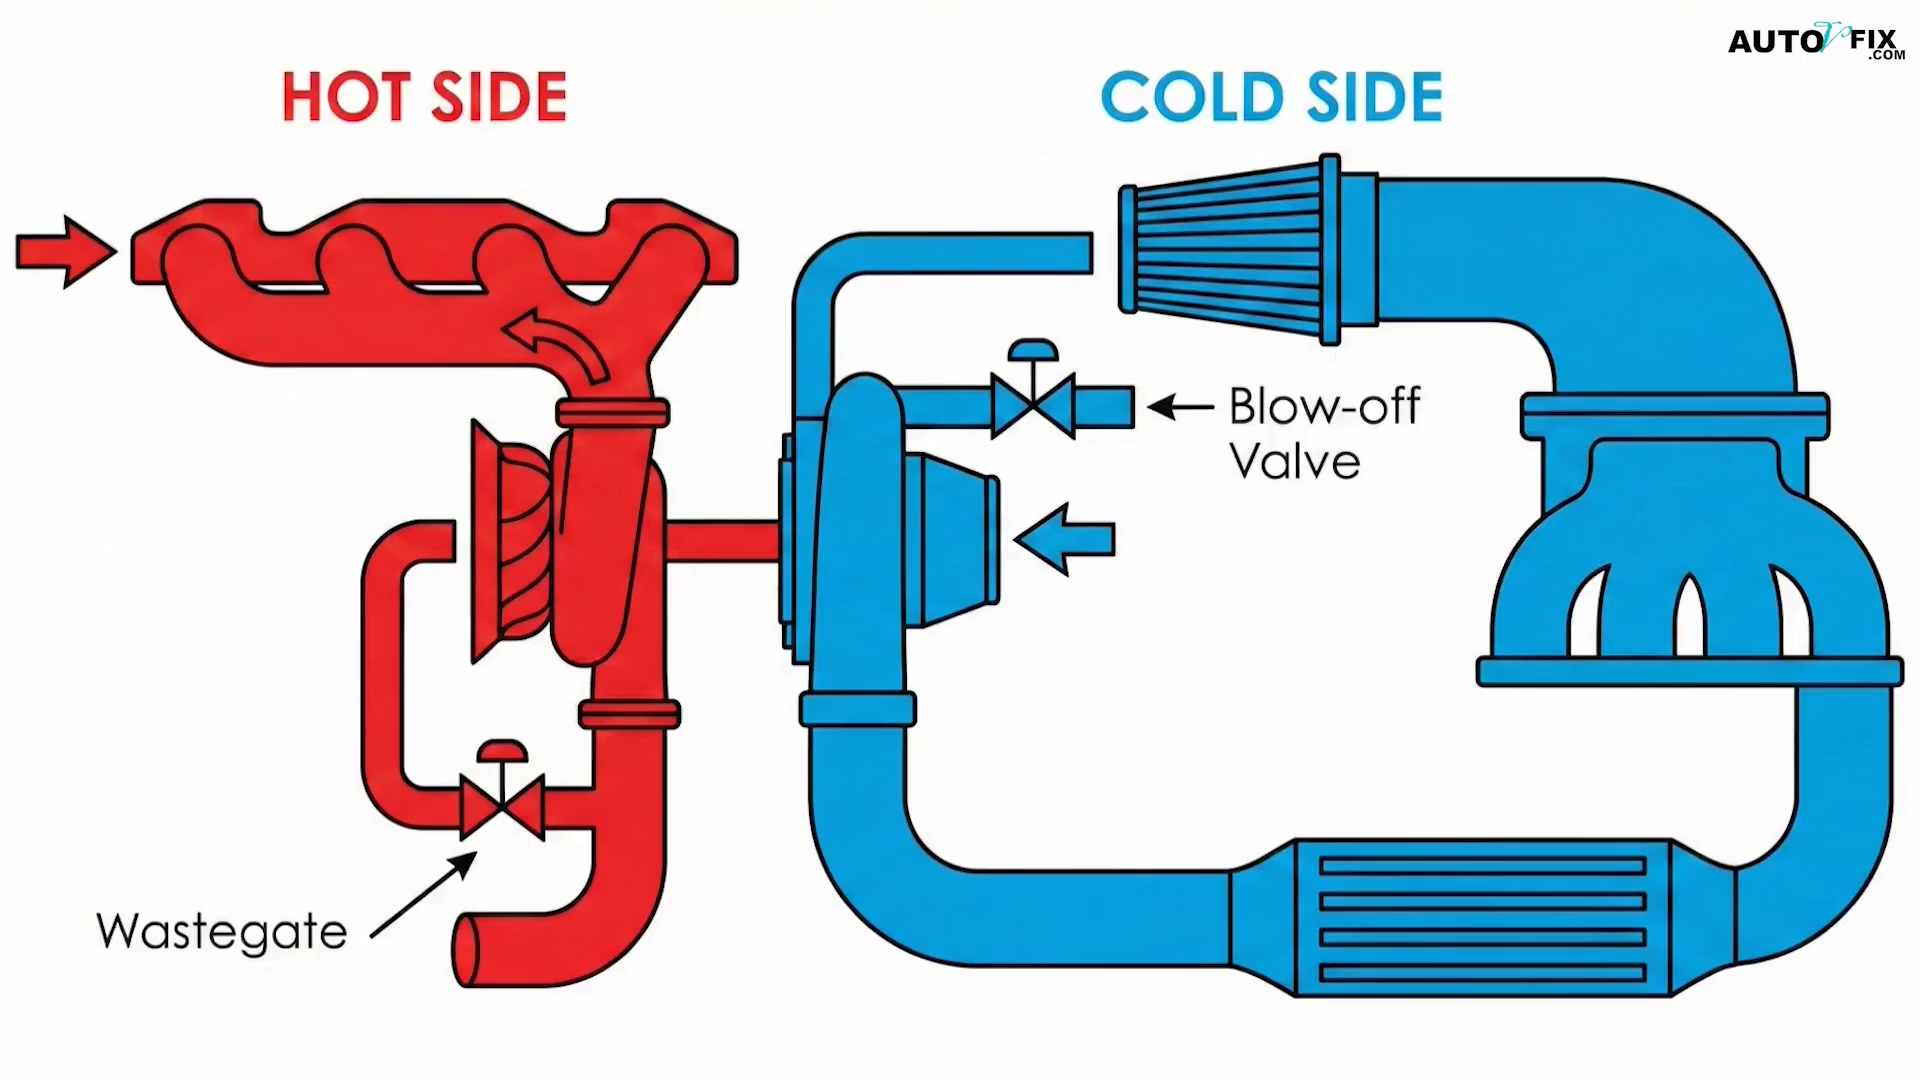 AUTO FIX
.COM
HOT SIDE
COLD SIDE
Blow-off
Valve
Wastegate